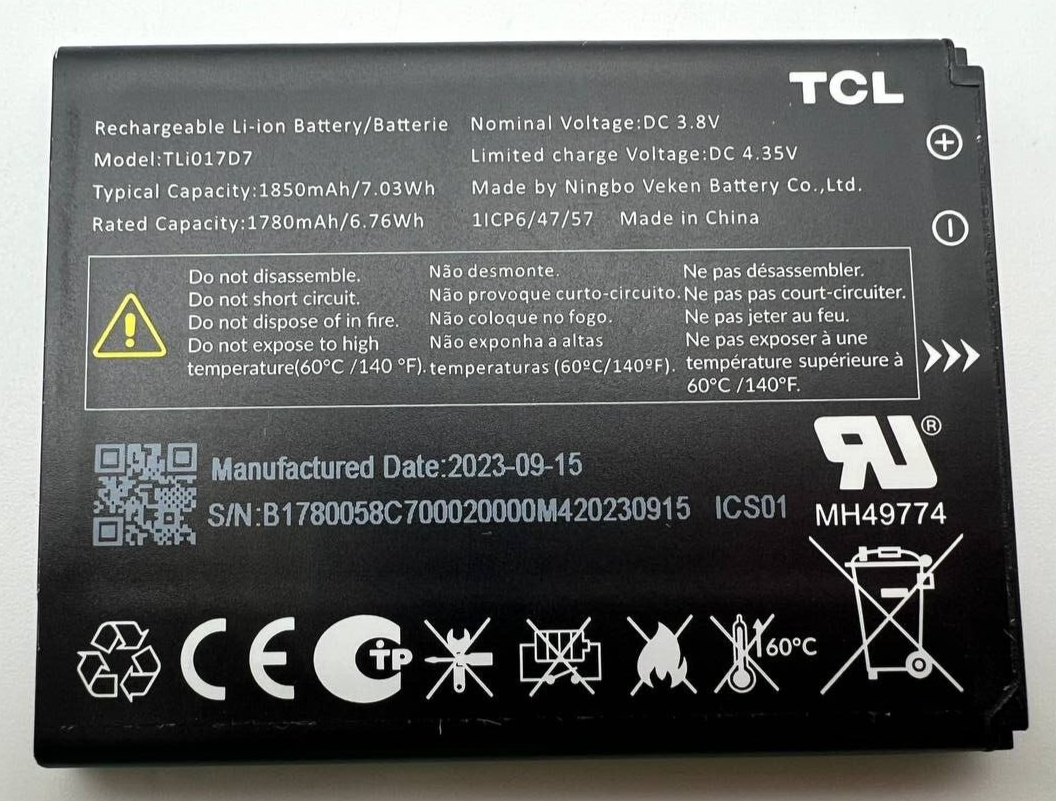 TCL
Rechargeable Li-ion Battery/Batterie
Model:TLi017D7
Typical Capacity:1850mAh/7.03Wh
Rated Capacity:1780mAh/6.76Wh
Nominal Voltage:DC 3.8V
Limited charge Voltage:DC 4.35V
Made by Ningbo Veken Battery Co.,Ltd.
1ICP6/47/57 Made in China
Do not disassemble.
Do not short circuit.
Do not dispose of in fire.
Do not expose to high
temperature(60°C /140 °F).
Não desmonte.
Não provoque curto-circuito.
Não coloque no fogo.
Não exponha a altas
temperaturas (60ºC/140ºF).
Ne pas désassembler.
Ne pas pas court-circuiter.
Ne pas jeter au feu.
Ne pas exposer à une
température supérieure à
60°C /140°F.
Manufactured Date:2023-09-15
S/N:B1780058C700020000M420230915 ICS01
RU®
MH49774
CE
TP
60°C